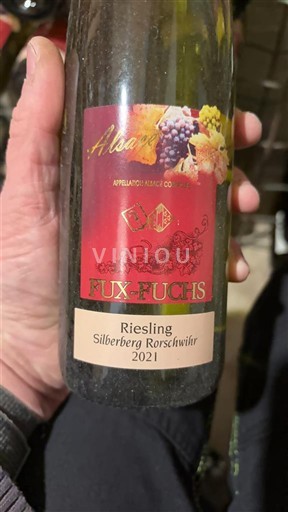 Alsace
APPELLATION ALSACE CONTRÔLÉE
VINIOU
FUX-FUCHS
Riesling
Silberberg Rorschwihr
2021